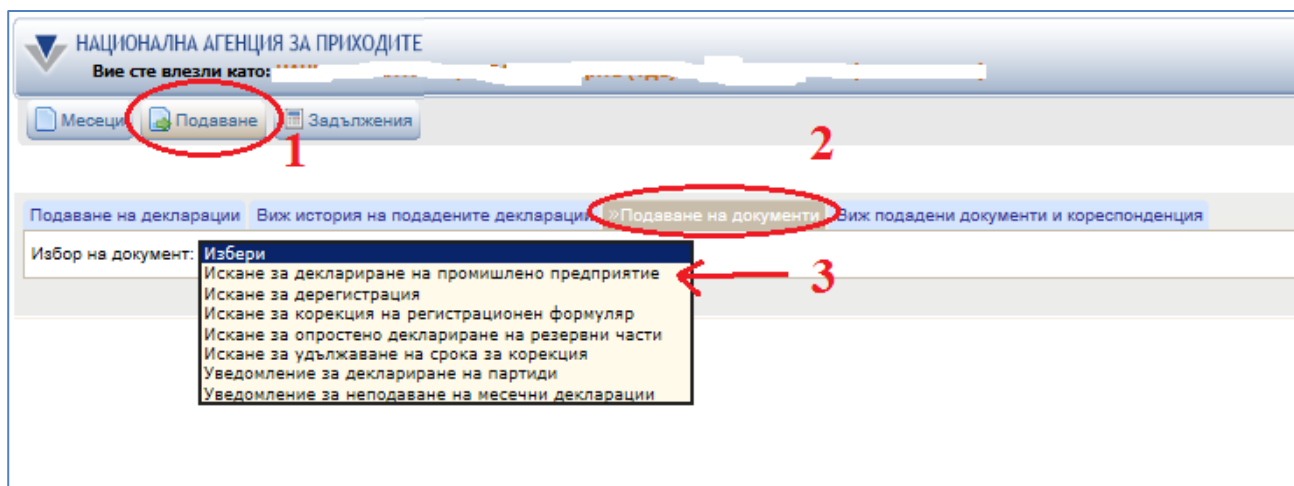 НАЦИОНАЛНА АГЕНЦИЯ ЗА ПРИХОДИТЕ
Вие сте влезли като:
Месеци Подаване Задължения
1
2
Подаване на декларации Виж история на подадените декларации »Подаване на документи Виж подадени документи и кореспонденция
Избор на документ: Избери
Искане за деклариране на промишлено предприятие
3
Искане за дерегистрация
Искане за корекция на регистрационен формуляр
Искане за опростено деклариране на резервни части
Искане за удължаване на срока за корекция
Уведомление за деклариране на партиди
Уведомление за неподаване на месечни декларации